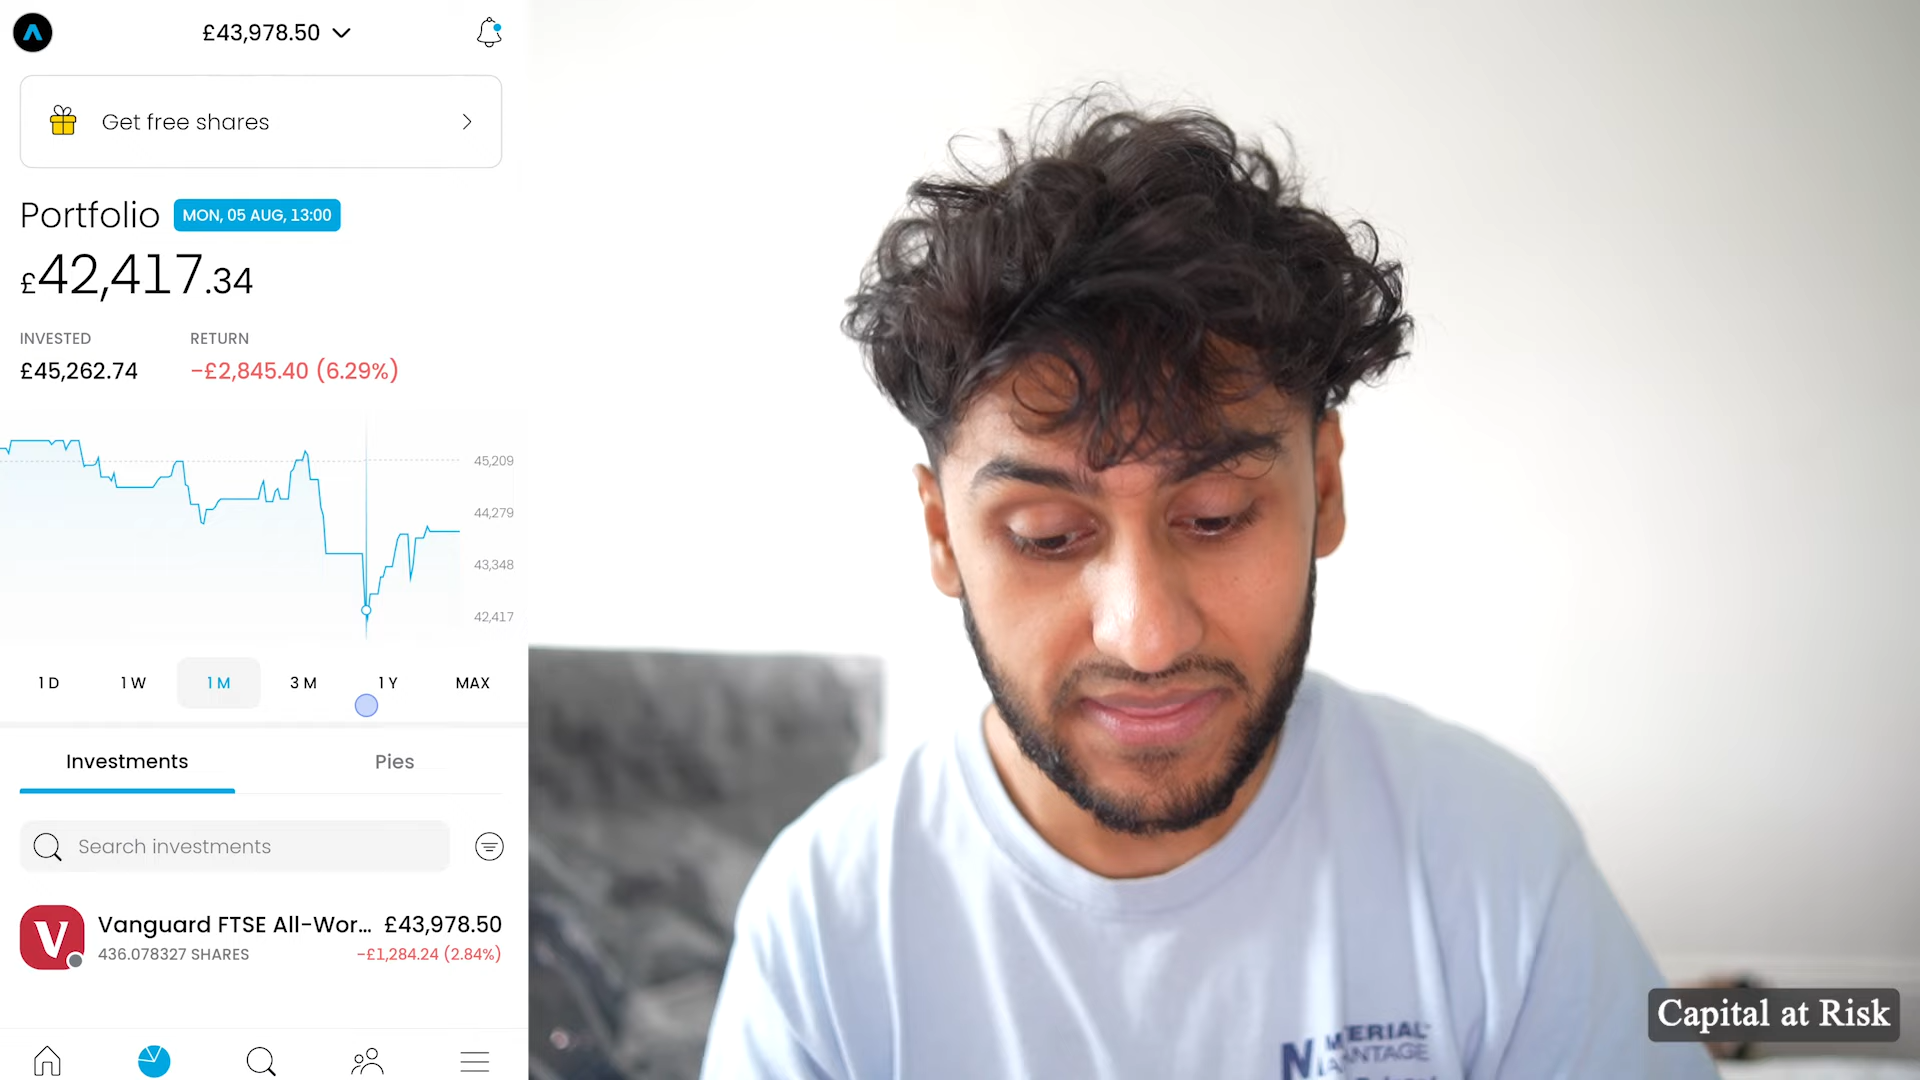 £43,978.50
Get free shares
Portfolio MON, 05 AUG, 13:00
£42,417.34
INVESTED RETURN
£45,262.74 -£2,845.40 (6.29%)
45,209
44,279
43,348
42,417
1 D 1 W 1 M 3 M 1 Y MAX
Investments Pies
Search investments
V Vanguard FTSE All-Wor... £43,978.50
436.078327 SHARES -£1,284.24 (2.84%)
Capital at Risk